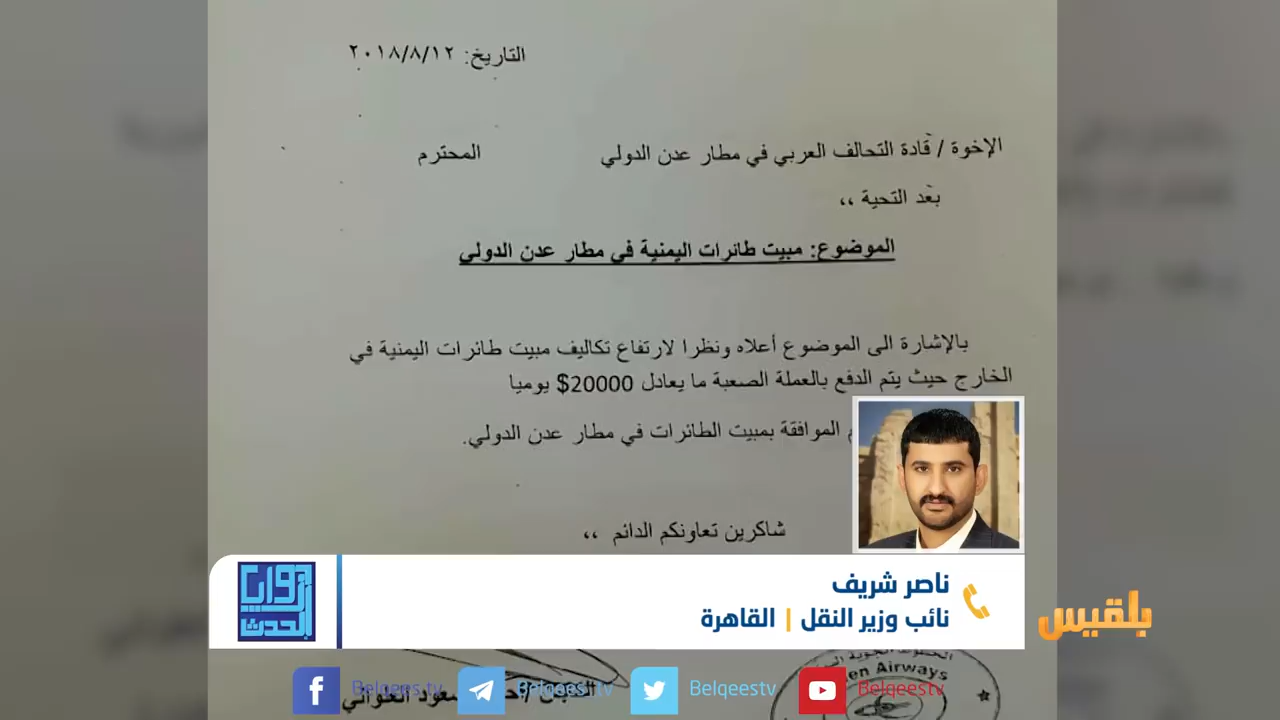 التاريخ: ٢٠١٨/٨/١٢
الإخوة / قادة التحالف العربي في مطار عدن الدولي المحترم
بعد التحية ،،
الموضوع: مبيت طائرات اليمنية في مطار عدن الدولي
بالإشارة الى الموضوع أعلاه ونظرا لارتفاع تكاليف مبيت طائرات اليمنية في
الخارج حيث يتم الدفع بالعملة الصعبة ما يعادل 20000$ يوميا
الموافقة بمبيت الطائرات في مطار عدن الدولي.
شاكرين تعاونكم الدائم ،،
ناصر شريف
نائب وزير النقل | القاهرة
الحدث
بلقيس
Airways
العلواني
Belqees tv
Belqees tv
Belqeestv
Belqeestv